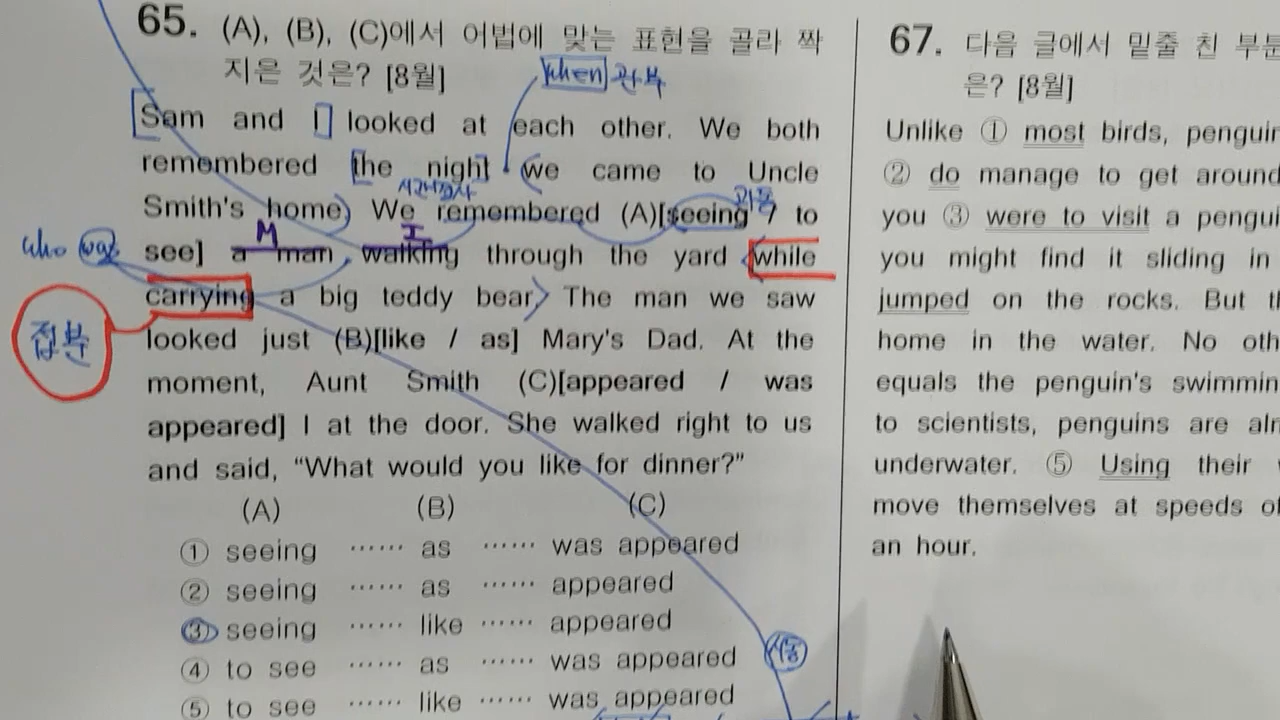 65. (A), (B), (C)에서 어법에 맞는 표현을 골라 짝
지은 것은? [8월]
when 관부
Sam and I looked at each other. We both
remembered the night we came to Uncle
Smith's home. We remembered (A)[seeing / to
see] a man walking through the yard while
carrying a big teddy bear. The man we saw
looked just (B)[like / as] Mary's Dad. At the
moment, Aunt Smith (C)[appeared / was
appeared] I at the door. She walked right to us
and said, “What would you like for dinner?”
M
I
who was
접분
(A) (B) (C)
① seeing ...... as ...... was appeared
② seeing ...... as ...... appeared
③ seeing ...... like ...... appeared
④ to see ...... as ...... was appeared
⑤ to see ...... like ...... was appeared
67. 다음 글에서 밑줄 친 부분
은? [8월]
Unlike ① most birds, penguin
② do manage to get around
you ③ were to visit a pengui
you might find it sliding in
jumped on the rocks. But t
home in the water. No oth
equals the penguin's swimmin
to scientists, penguins are al
underwater. ⑤ Using their
move themselves at speeds o
an hour.